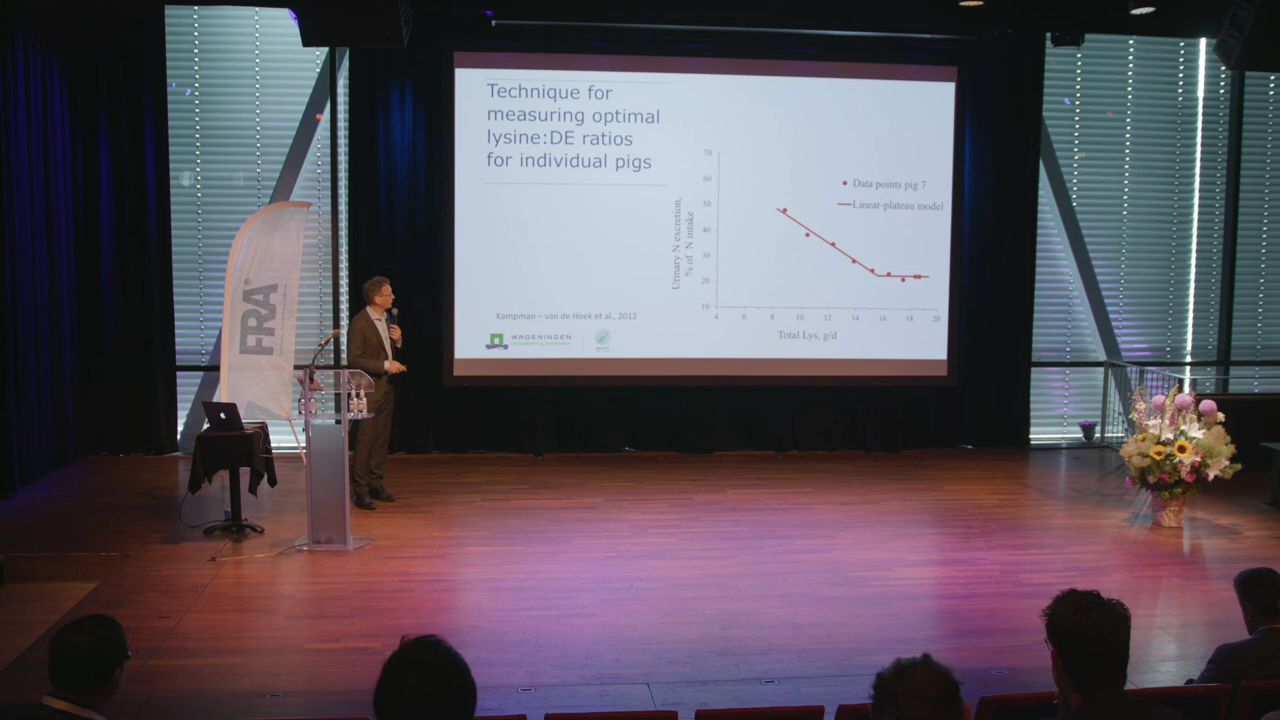 Technique for
measuring optimal
lysine:DE ratios
for individual pigs
70
60
50
40
30
20
10
Urinary N excretion,
% of N intake
4 6 8 10 12 14 16 18 20
Total Lys, g/d
Data points pig 7
Linear-plateau model
Kampman – van de Hoek et al., 2012
WAGENINGEN
UNIVERSITY & RESEARCH
FRA®